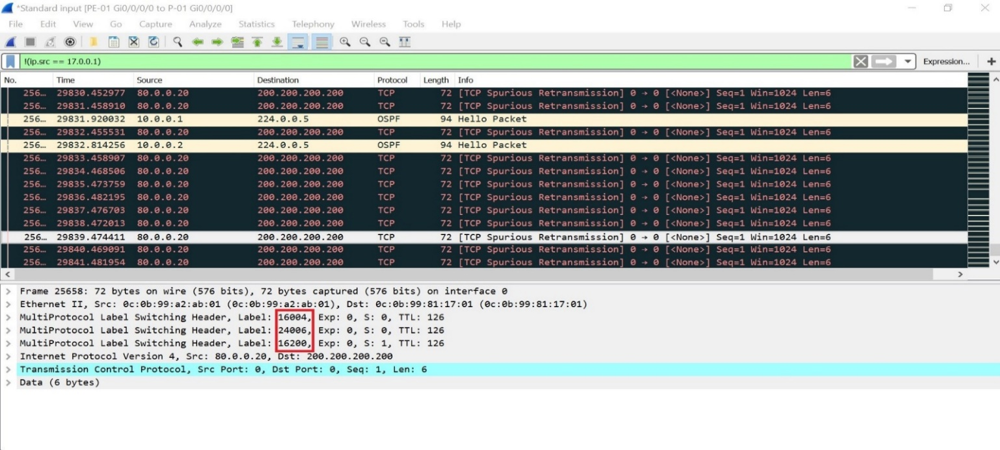 *Standard input [PE-01 Gi0/0/0/0 to P-01 Gi0/0/0/0]
File Edit View Go Capture Analyze Statistics Telephony Wireless Tools Help
!(ip.src == 17.0.0.1) Expression... +
No. Time Source Destination Protocol Length Info
256… 29830.452977 80.0.0.20 200.200.200.200 TCP 72 [TCP Spurious Retransmission] 0 → 0 [<None>] Seq=1 Win=1024 Len=6
256… 29831.458910 80.0.0.20 200.200.200.200 TCP 72 [TCP Spurious Retransmission] 0 → 0 [<None>] Seq=1 Win=1024 Len=6
256… 29831.920032 10.0.0.1 224.0.0.5 OSPF 94 Hello Packet
256… 29832.455531 80.0.0.20 200.200.200.200 TCP 72 [TCP Spurious Retransmission] 0 → 0 [<None>] Seq=1 Win=1024 Len=6
256… 29832.814256 10.0.0.2 224.0.0.5 OSPF 94 Hello Packet
256… 29833.458907 80.0.0.20 200.200.200.200 TCP 72 [TCP Spurious Retransmission] 0 → 0 [<None>] Seq=1 Win=1024 Len=6
256… 29834.468506 80.0.0.20 200.200.200.200 TCP 72 [TCP Spurious Retransmission] 0 → 0 [<None>] Seq=1 Win=1024 Len=6
256… 29835.473759 80.0.0.20 200.200.200.200 TCP 72 [TCP Spurious Retransmission] 0 → 0 [<None>] Seq=1 Win=1024 Len=6
256… 29836.482195 80.0.0.20 200.200.200.200 TCP 72 [TCP Spurious Retransmission] 0 → 0 [<None>] Seq=1 Win=1024 Len=6
256… 29837.476703 80.0.0.20 200.200.200.200 TCP 72 [TCP Spurious Retransmission] 0 → 0 [<None>] Seq=1 Win=1024 Len=6
256… 29838.472013 80.0.0.20 200.200.200.200 TCP 72 [TCP Spurious Retransmission] 0 → 0 [<None>] Seq=1 Win=1024 Len=6
256… 29839.474411 80.0.0.20 200.200.200.200 TCP 72 [TCP Spurious Retransmission] 0 → 0 [<None>] Seq=1 Win=1024 Len=6
256… 29840.469091 80.0.0.20 200.200.200.200 TCP 72 [TCP Spurious Retransmission] 0 → 0 [<None>] Seq=1 Win=1024 Len=6
256… 29841.481954 80.0.0.20 200.200.200.200 TCP 72 [TCP Spurious Retransmission] 0 → 0 [<None>] Seq=1 Win=1024 Len=6
> Frame 25658: 72 bytes on wire (576 bits), 72 bytes captured (576 bits) on interface 0
> Ethernet II, Src: 0c:0b:99:a2:ab:01 (0c:0b:99:a2:ab:01), Dst: 0c:0b:99:81:17:01 (0c:0b:99:81:17:01)
> MultiProtocol Label Switching Header, Label: 16004, Exp: 0, S: 0, TTL: 126
> MultiProtocol Label Switching Header, Label: 24006, Exp: 0, S: 0, TTL: 126
> MultiProtocol Label Switching Header, Label: 16200, Exp: 0, S: 1, TTL: 126
> Internet Protocol Version 4, Src: 80.0.0.20, Dst: 200.200.200.200
> Transmission Control Protocol, Src Port: 0, Dst Port: 0, Seq: 1, Len: 6
> Data (6 bytes)